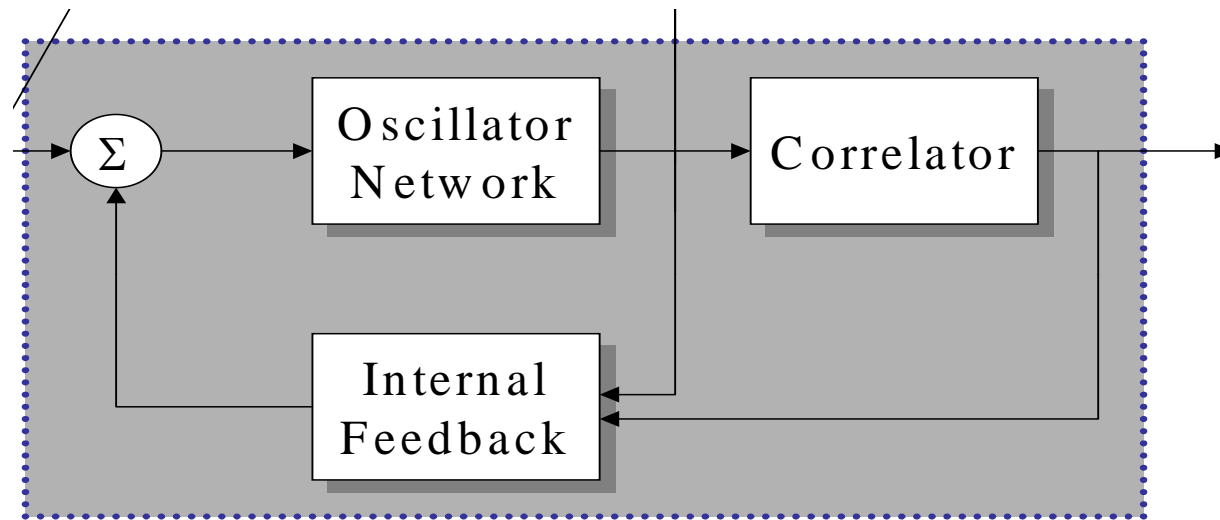 Σ
Oscillator
Network
Correlator
Internal
Feedback